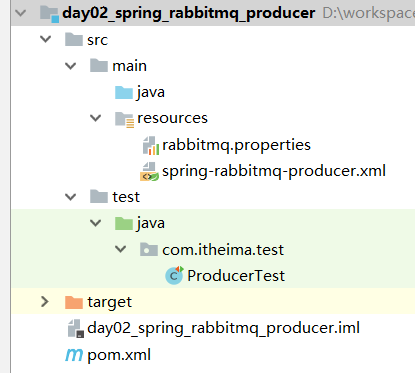 day02_spring_rabbitmq_producer D:\workspace
src
main
java
resources
rabbitmq.properties
spring-rabbitmq-producer.xml
test
java
com.itheima.test
ProducerTest
target
day02_spring_rabbitmq_producer.iml
pom.xml